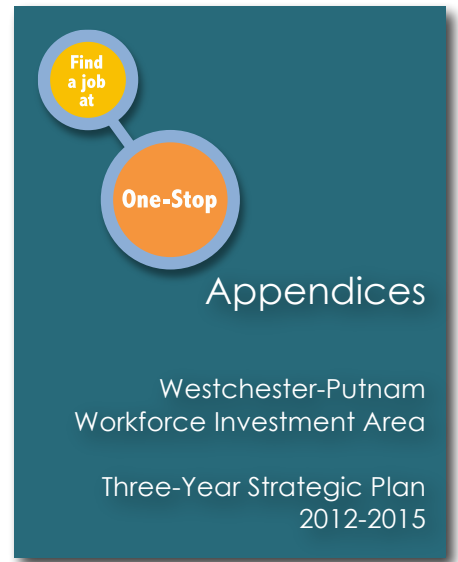 Find
a job
at
One-Stop
Appendices
Westchester-Putnam
Workforce Investment Area
Three-Year Strategic Plan
2012-2015